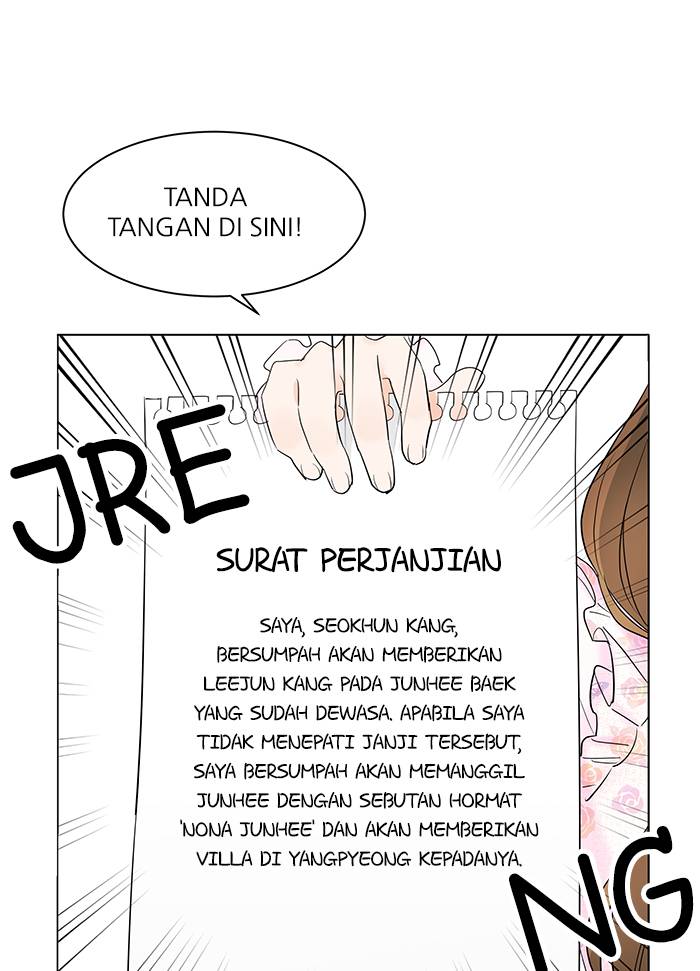 TANDA
TANGAN DI SINI!
JRE
SURAT PERJANJIAN
SAYA, SEOKHUN KANG,
BERSUMPAH AKAN MEMBERIKAN
LEEJUN KANG PADA JUNHEE BAEK
YANG SUDAH DEWASA. APABILA SAYA
TIDAK MENEPATI JANJI TERSEBUT,
SAYA BERSUMPAH AKAN MEMANGGIL
JUNHEE DENGAN SEBUTAN HORMAT
'NONA JUNHEE' DAN AKAN MEMBERIKAN
VILLA DI YANGPYEONG KEPADANYA.
NG